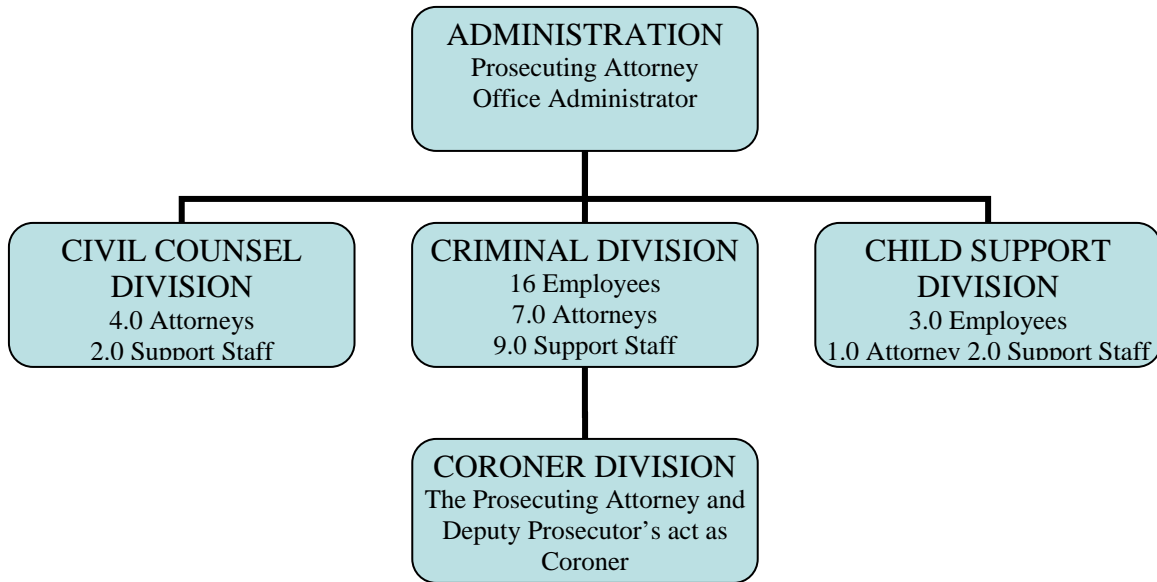 ADMINISTRATION
Prosecuting Attorney
Office Administrator
CIVIL COUNSEL
DIVISION
4.0 Attorneys
2.0 Support Staff
CRIMINAL DIVISION
16 Employees
7.0 Attorneys
9.0 Support Staff
CHILD SUPPORT
DIVISION
3.0 Employees
1.0 Attorney 2.0 Support Staff
CORONER DIVISION
The Prosecuting Attorney and
Deputy Prosecutor’s act as
Coroner